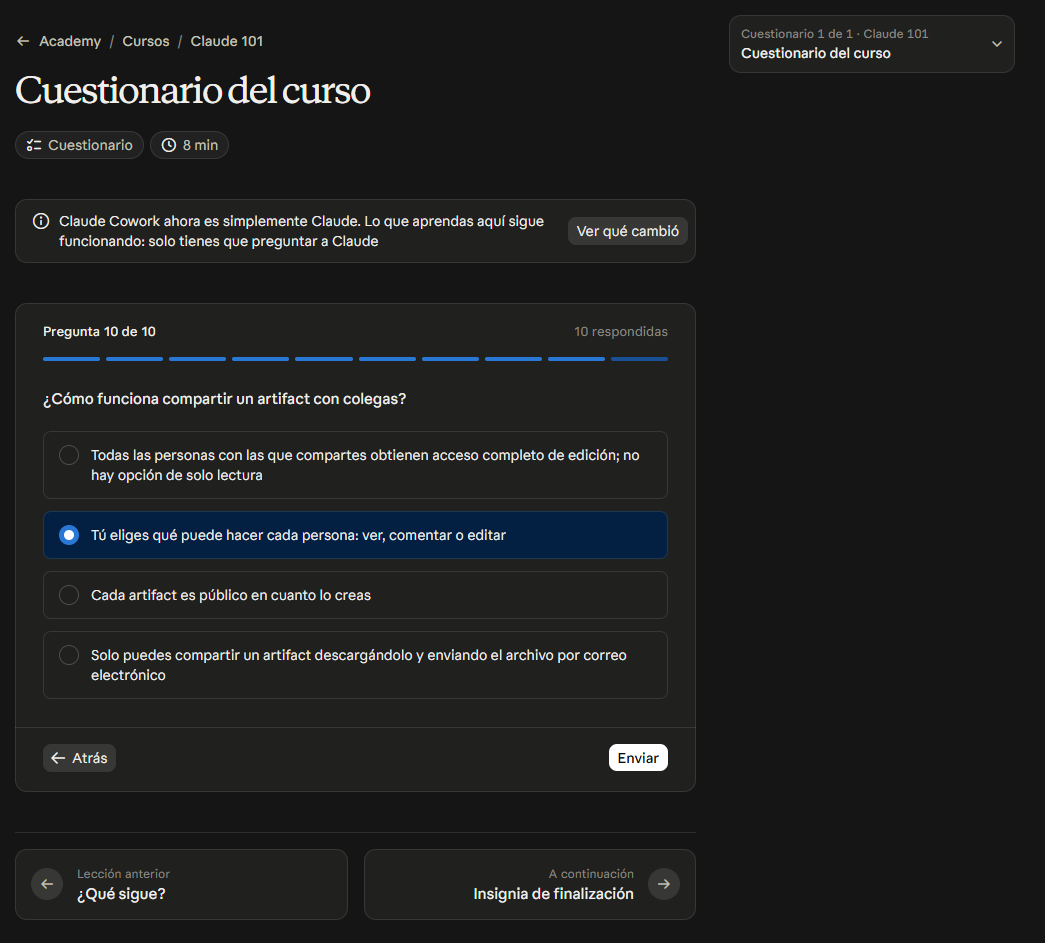 Academy / Cursos / Claude 101
Cuestionario 1 de 1 · Claude 101
Cuestionario del curso
Cuestionario del curso
Cuestionario
8 min
Claude Cowork ahora es simplemente Claude. Lo que aprendas aquí sigue
funcionando: solo tienes que preguntar a Claude
Ver qué cambió
Pregunta 10 de 10
10 respondidas
¿Cómo funciona compartir un artifact con colegas?
Todas las personas con las que compartes obtienen acceso completo de edición; no
hay opción de solo lectura
Tú eliges qué puede hacer cada persona: ver, comentar o editar
Cada artifact es público en cuanto lo creas
Solo puedes compartir un artifact descargándolo y enviando el archivo por correo
electrónico
Atrás
Enviar
Lección anterior
¿Qué sigue?
A continuación
Insignia de finalización